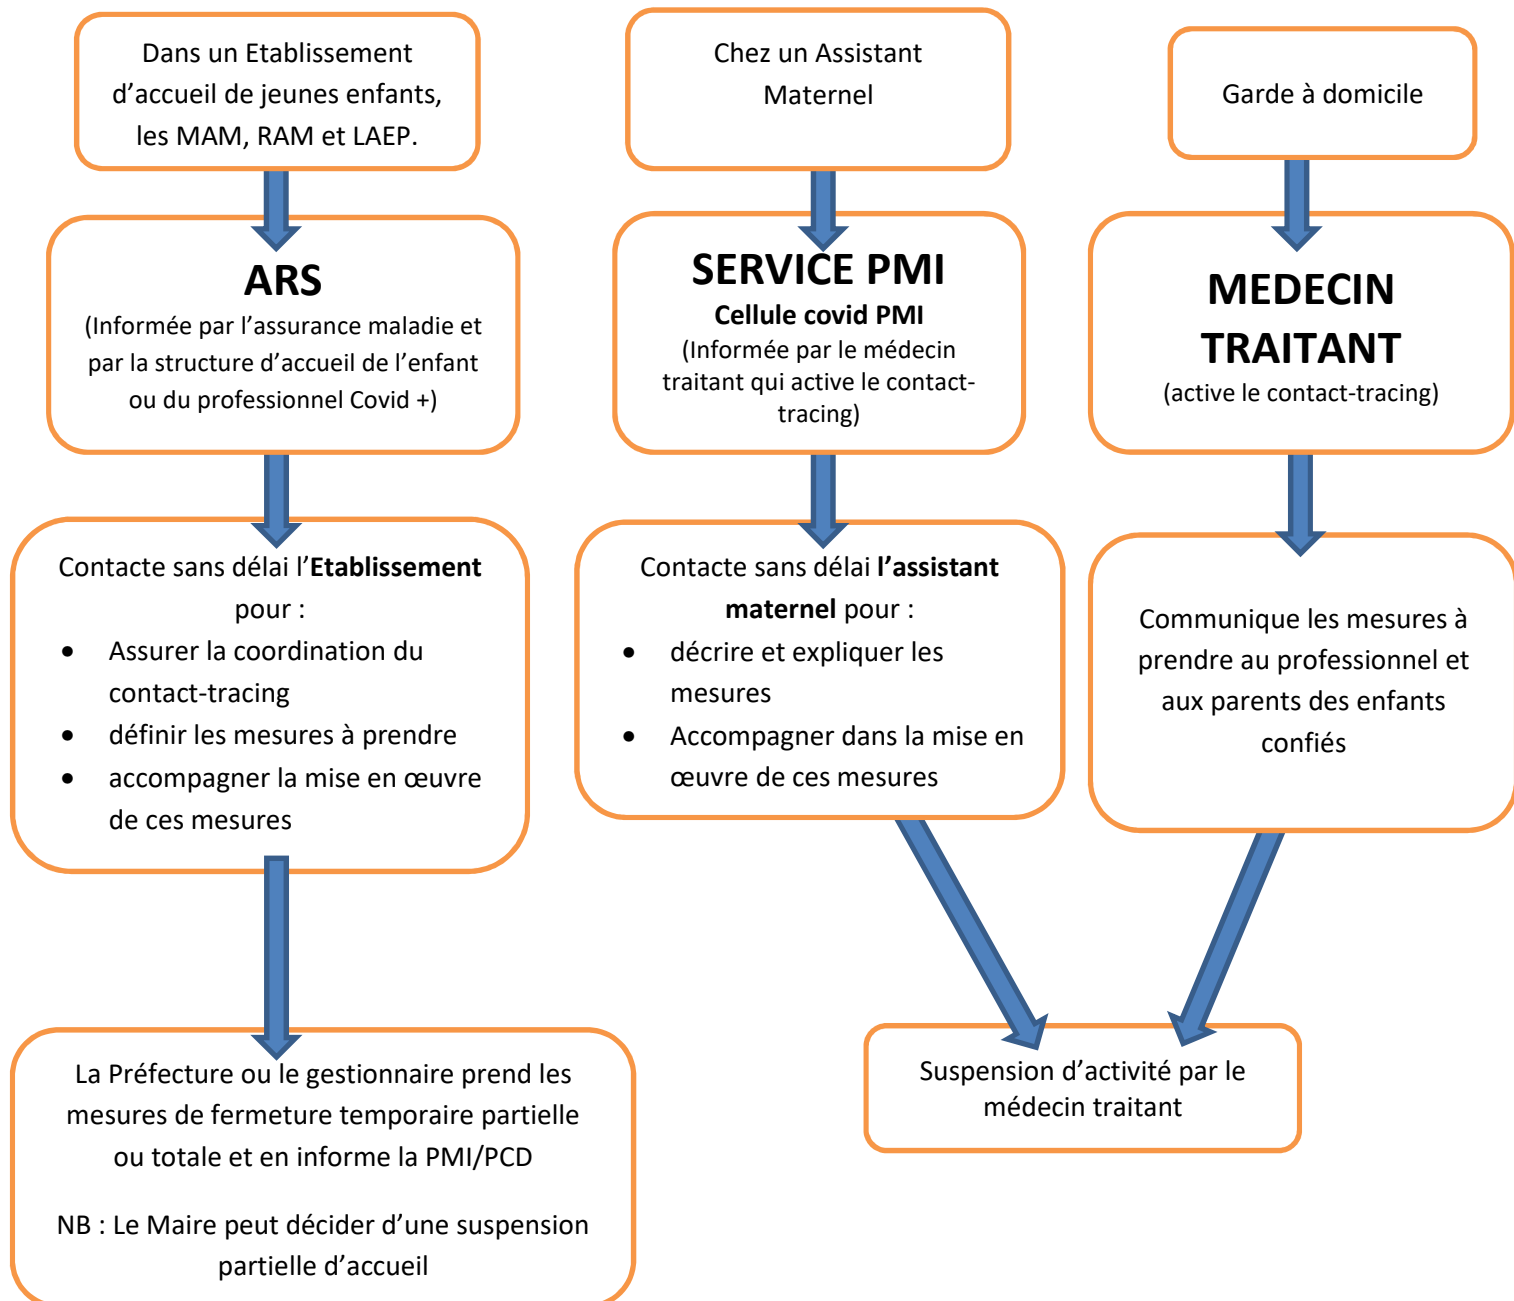 Dans un Etablissement
d’accueil de jeunes enfants,
les MAM, RAM et LAEP.
Chez un Assistant
Maternel
Garde à domicile
ARS
(Informée par l’assurance maladie et
par la structure d’accueil de l’enfant
ou du professionnel Covid +)
SERVICE PMI
Cellule covid PMI
(Informée par le médecin
traitant qui active le contact-
tracing)
MEDECIN
TRAITANT
(active le contact-tracing)
Contacte sans délai l’Etablissement
pour :
• Assurer la coordination du
contact-tracing
• définir les mesures à prendre
• accompagner la mise en œuvre
de ces mesures
Contacte sans délai l’assistant
maternel pour :
• décrire et expliquer les
mesures
• Accompagner dans la mise en
œuvre de ces mesures
Communique les mesures à
prendre au professionnel et
aux parents des enfants
confiés
La Préfecture ou le gestionnaire prend les
mesures de fermeture temporaire partielle
ou totale et en informe la PMI/PCD
NB : Le Maire peut décider d’une suspension
partielle d’accueil
Suspension d’activité par le
médecin traitant